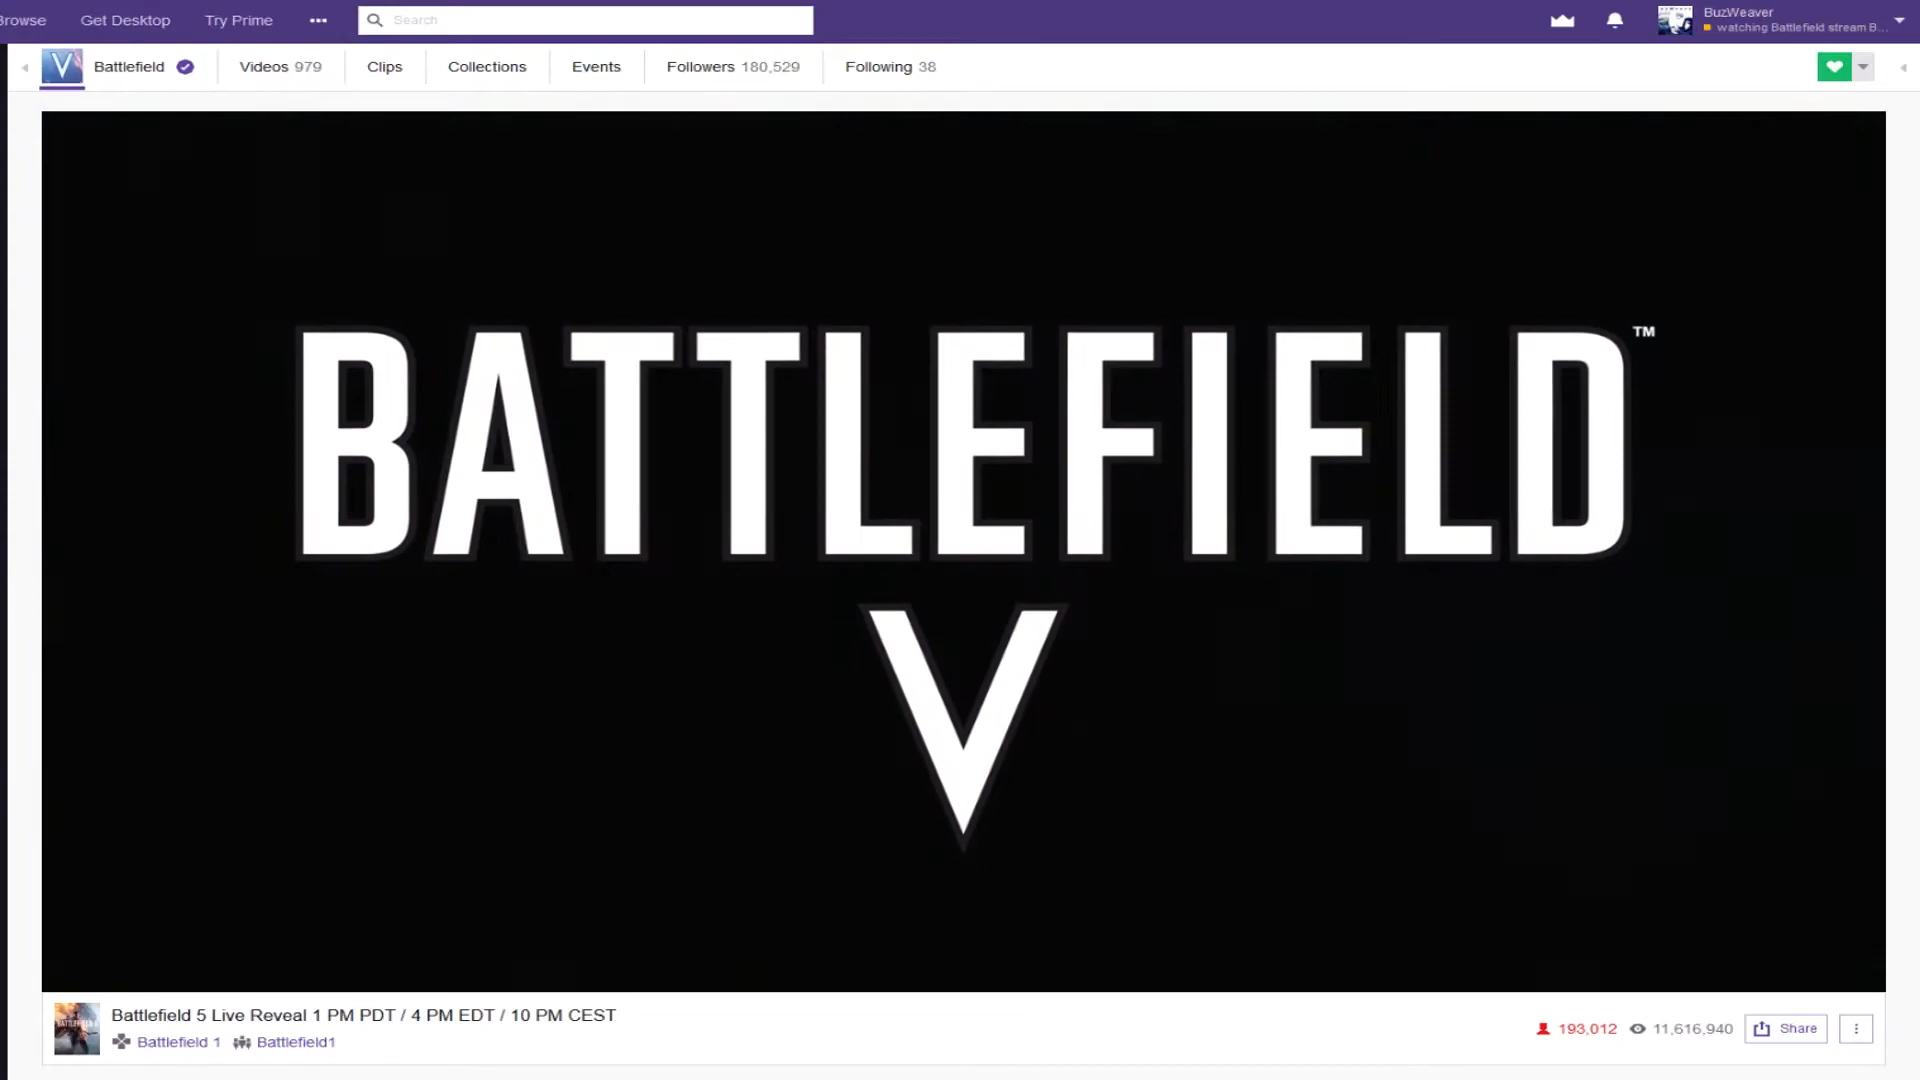 Browse Get Desktop Try Prime ••• Search BuzWeaver
watching Battlefield stream B...
V Battlefield Videos 979 Clips Collections Events Followers 180,529 Following 38
BATTLEFIELD™
V
Battlefield 5 Live Reveal 1 PM PDT / 4 PM EDT / 10 PM CEST
Battlefield 1 Battlefield1 193,012 11,616,940 Share